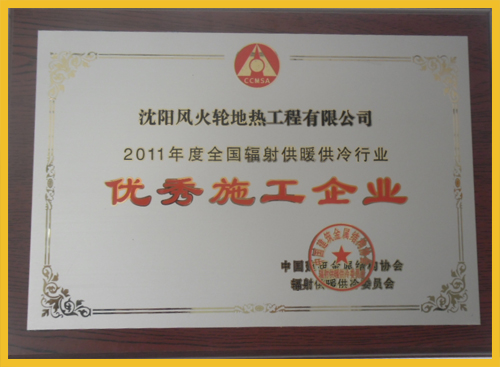 CCMSA
沈阳风火轮地热工程有限公司
2011年度全国辐射供暖供冷行业
优秀施工企业
中国建筑金属结构协会
辐射供暖供冷委员会